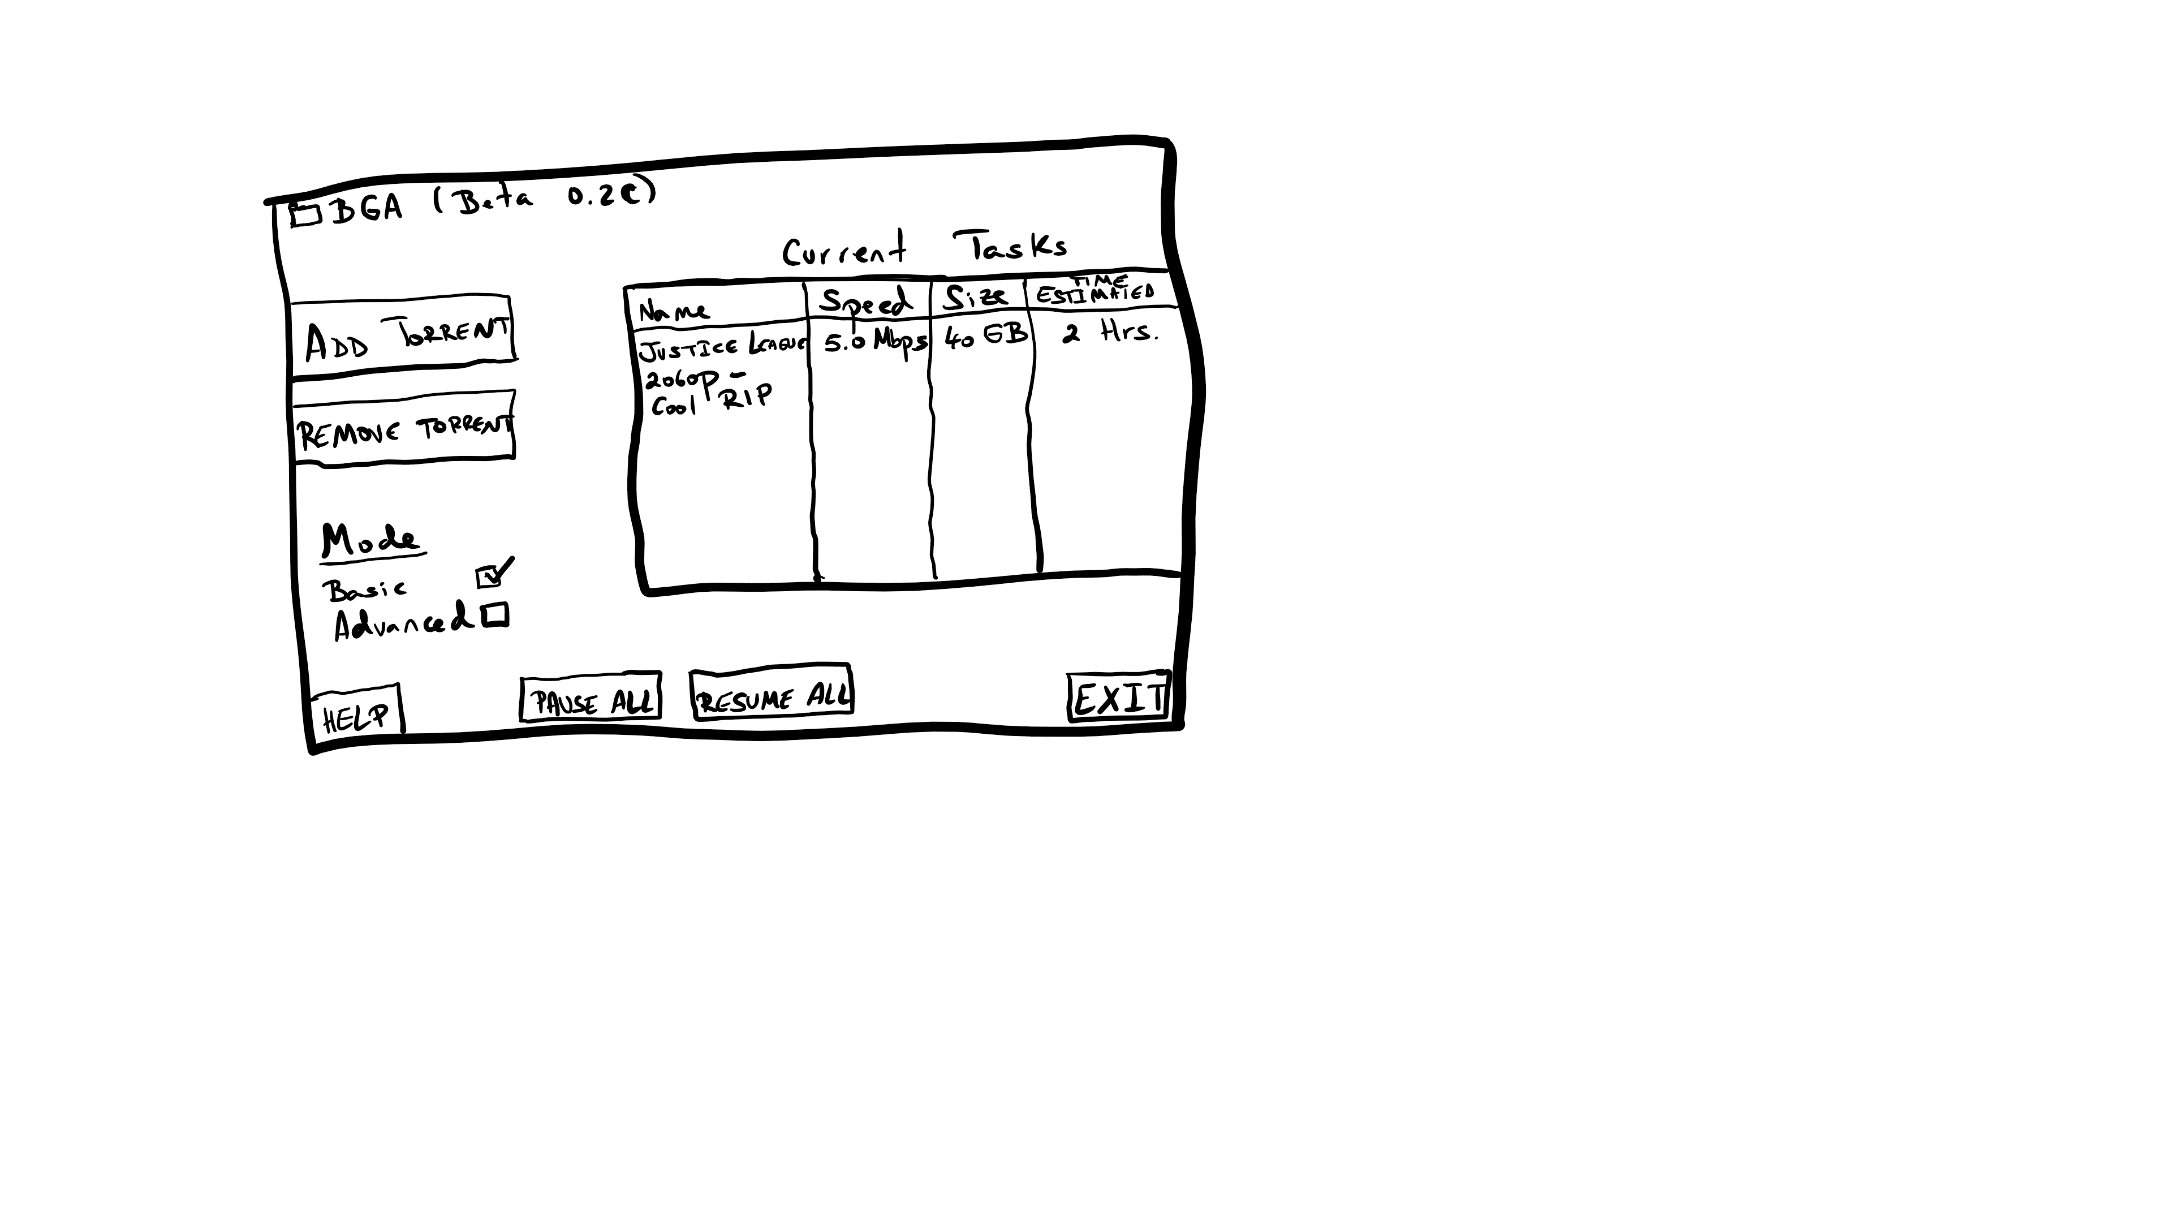 BGA (Beta 0.2c)
Current Tasks
Name Speed Size TIME ESTIMATED
JUSTICE LEAGUE 5.0 Mbps 40 GB 2 Hrs.
2060p -
Cool RIP
ADD TORRENT
REMOVE TORRENT
Mode
Basic
Advanced
HELP
PAUSE ALL
RESUME ALL
EXIT